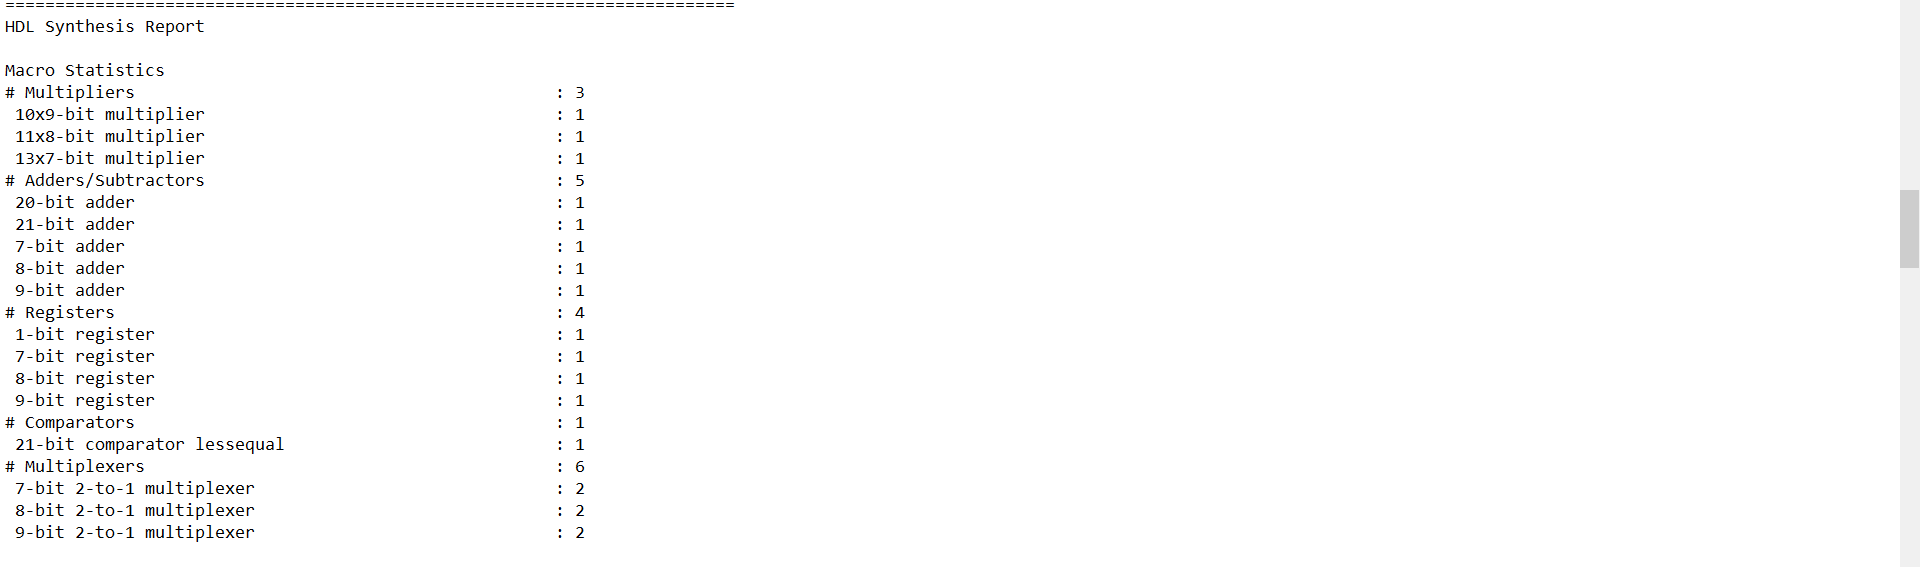 =========================================================================
HDL Synthesis Report

Macro Statistics
# Multipliers                                          : 3
 10x9-bit multiplier                                   : 1
 11x8-bit multiplier                                   : 1
 13x7-bit multiplier                                   : 1
# Adders/Subtractors                                   : 5
 20-bit adder                                          : 1
 21-bit adder                                          : 1
 7-bit adder                                           : 1
 8-bit adder                                           : 1
 9-bit adder                                           : 1
# Registers                                            : 4
 1-bit register                                        : 1
 7-bit register                                        : 1
 8-bit register                                        : 1
 9-bit register                                        : 1
# Comparators                                          : 1
 21-bit comparator lessequal                           : 1
# Multiplexers                                         : 6
 7-bit 2-to-1 multiplexer                              : 2
 8-bit 2-to-1 multiplexer                              : 2
 9-bit 2-to-1 multiplexer                              : 2